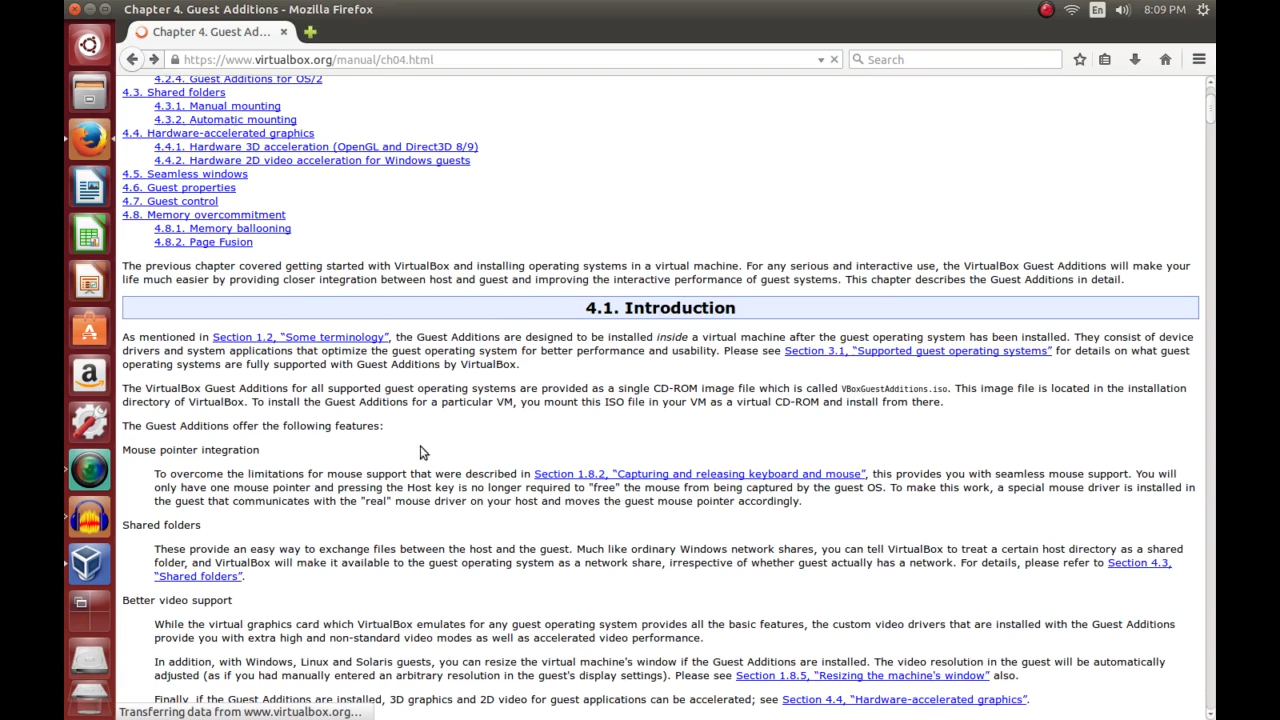 Chapter 4. Guest Additions - Mozilla Firefox
En
8:09 PM
Chapter 4. Guest Ad...
https://www.virtualbox.org/manual/ch04.html
Search
4.2.4. Guest Additions for OS/2
4.3. Shared folders
4.3.1. Manual mounting
4.3.2. Automatic mounting
4.4. Hardware-accelerated graphics
4.4.1. Hardware 3D acceleration (OpenGL and Direct3D 8/9)
4.4.2. Hardware 2D video acceleration for Windows guests
4.5. Seamless windows
4.6. Guest properties
4.7. Guest control
4.8. Memory overcommitment
4.8.1. Memory ballooning
4.8.2. Page Fusion
The previous chapter covered getting started with VirtualBox and installing operating systems in a virtual machine. For any serious and interactive use, the VirtualBox Guest Additions will make your
life much easier by providing closer integration between host and guest and improving the interactive performance of guest systems. This chapter describes the Guest Additions in detail.
4.1. Introduction
As mentioned in Section 1.2, “Some terminology”, the Guest Additions are designed to be installed inside a virtual machine after the guest operating system has been installed. They consist of device
drivers and system applications that optimize the guest operating system for better performance and usability. Please see Section 3.1, “Supported guest operating systems” for details on what guest
operating systems are fully supported with Guest Additions by VirtualBox.
The VirtualBox Guest Additions for all supported guest operating systems are provided as a single CD-ROM image file which is called VBoxGuestAdditions.iso. This image file is located in the installation
directory of VirtualBox. To install the Guest Additions for a particular VM, you mount this ISO file in your VM as a virtual CD-ROM and install from there.
The Guest Additions offer the following features:
Mouse pointer integration
To overcome the limitations for mouse support that were described in Section 1.8.2, “Capturing and releasing keyboard and mouse”, this provides you with seamless mouse support. You will
only have one mouse pointer and pressing the Host key is no longer required to "free" the mouse from being captured by the guest OS. To make this work, a special mouse driver is installed in
the guest that communicates with the "real" mouse driver on your host and moves the guest mouse pointer accordingly.
Shared folders
These provide an easy way to exchange files between the host and the guest. Much like ordinary Windows network shares, you can tell VirtualBox to treat a certain host directory as a shared
folder, and VirtualBox will make it available to the guest operating system as a network share, irrespective of whether guest actually has a network. For details, please refer to Section 4.3,
“Shared folders”.
Better video support
While the virtual graphics card which VirtualBox emulates for any guest operating system provides all the basic features, the custom video drivers that are installed with the Guest Additions
provide you with extra high and non-standard video modes as well as accelerated video performance.
In addition, with Windows, Linux and Solaris guests, you can resize the virtual machine's window if the Guest Additions are installed. The video resolution in the guest will be automatically
adjusted (as if you had manually entered an arbitrary resolution in the guest's display settings). Please see Section 1.8.5, “Resizing the machine's window” also.
Finally, if the Guest Additions are installed, 3D graphics and 2D video for guest applications can be accelerated; see Section 4.4, “Hardware-accelerated graphics”.
Transferring data from www.virtualbox.org...